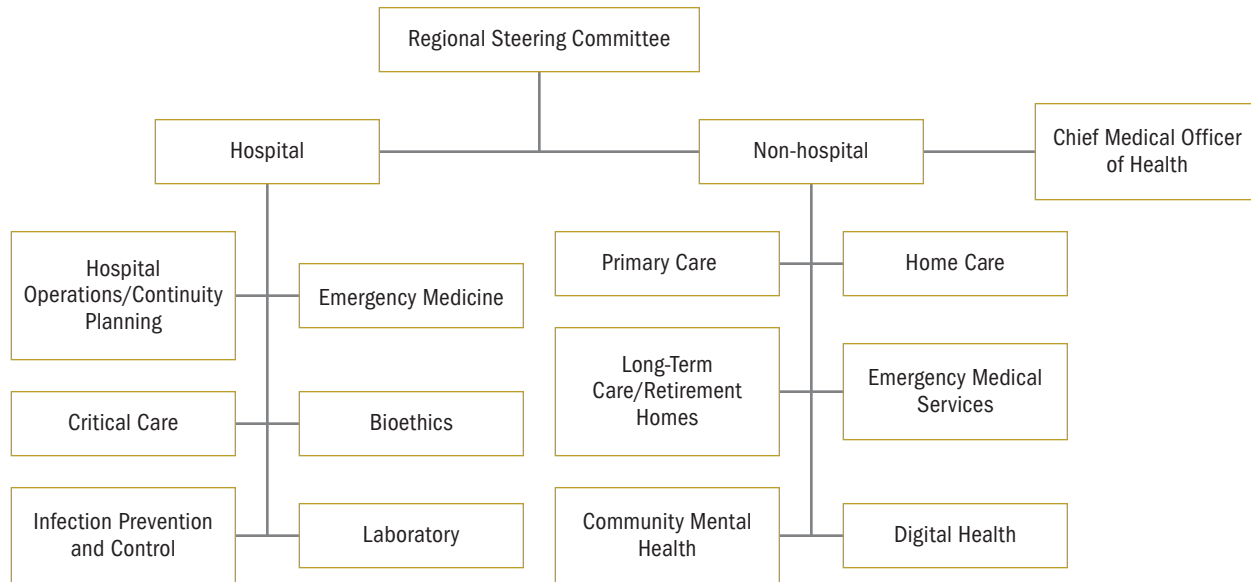 Regional Steering Committee
Hospital
Non-hospital
Chief Medical Officer
of Health
Hospital
Operations/Continuity
Planning
Emergency Medicine
Primary Care
Home Care
Critical Care
Bioethics
Long-Term
Care/Retirement
Homes
Emergency Medical
Services
Infection Prevention
and Control
Laboratory
Community Mental
Health
Digital Health